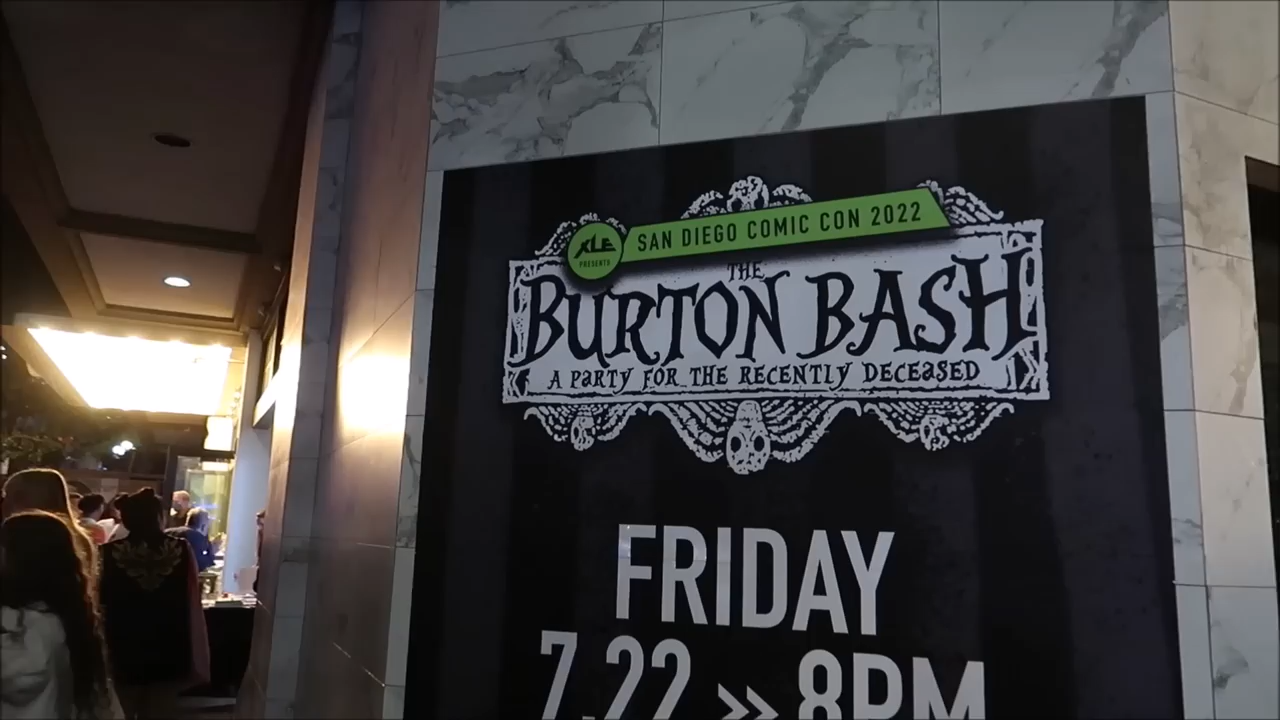 XLE
PRESENTS
SAN DIEGO COMIC CON 2022
THE
BURTON BASH
A PARTY FOR THE RECENTLY DECEASED
FRIDAY
7.22 >> 8PM